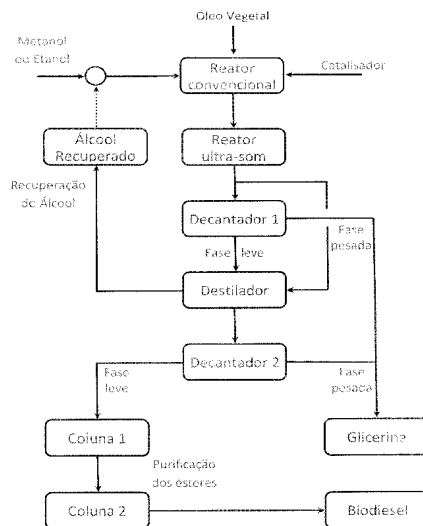 Óleo Vegetal
Metanol
ou Etanol
Reator
convencional
Catalisador
Álcool
Recuperado
Reator
ultra-som
Recuperação
do Álcool
Decantador 1
Fase leve
Fase
pesada
Destilador
Decantador 2
Fase
leve
Fase
pesada
Coluna 1
Glicerina
Purificação
dos ésteres
Coluna 2
Biodiesel